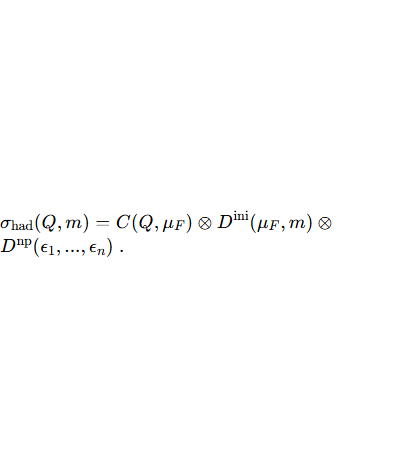 σ_had(Q, m) = C(Q, μ_F) ⊗ D^ini(μ_F, m) ⊗
D^np(ϵ_1, ..., ϵ_n) .